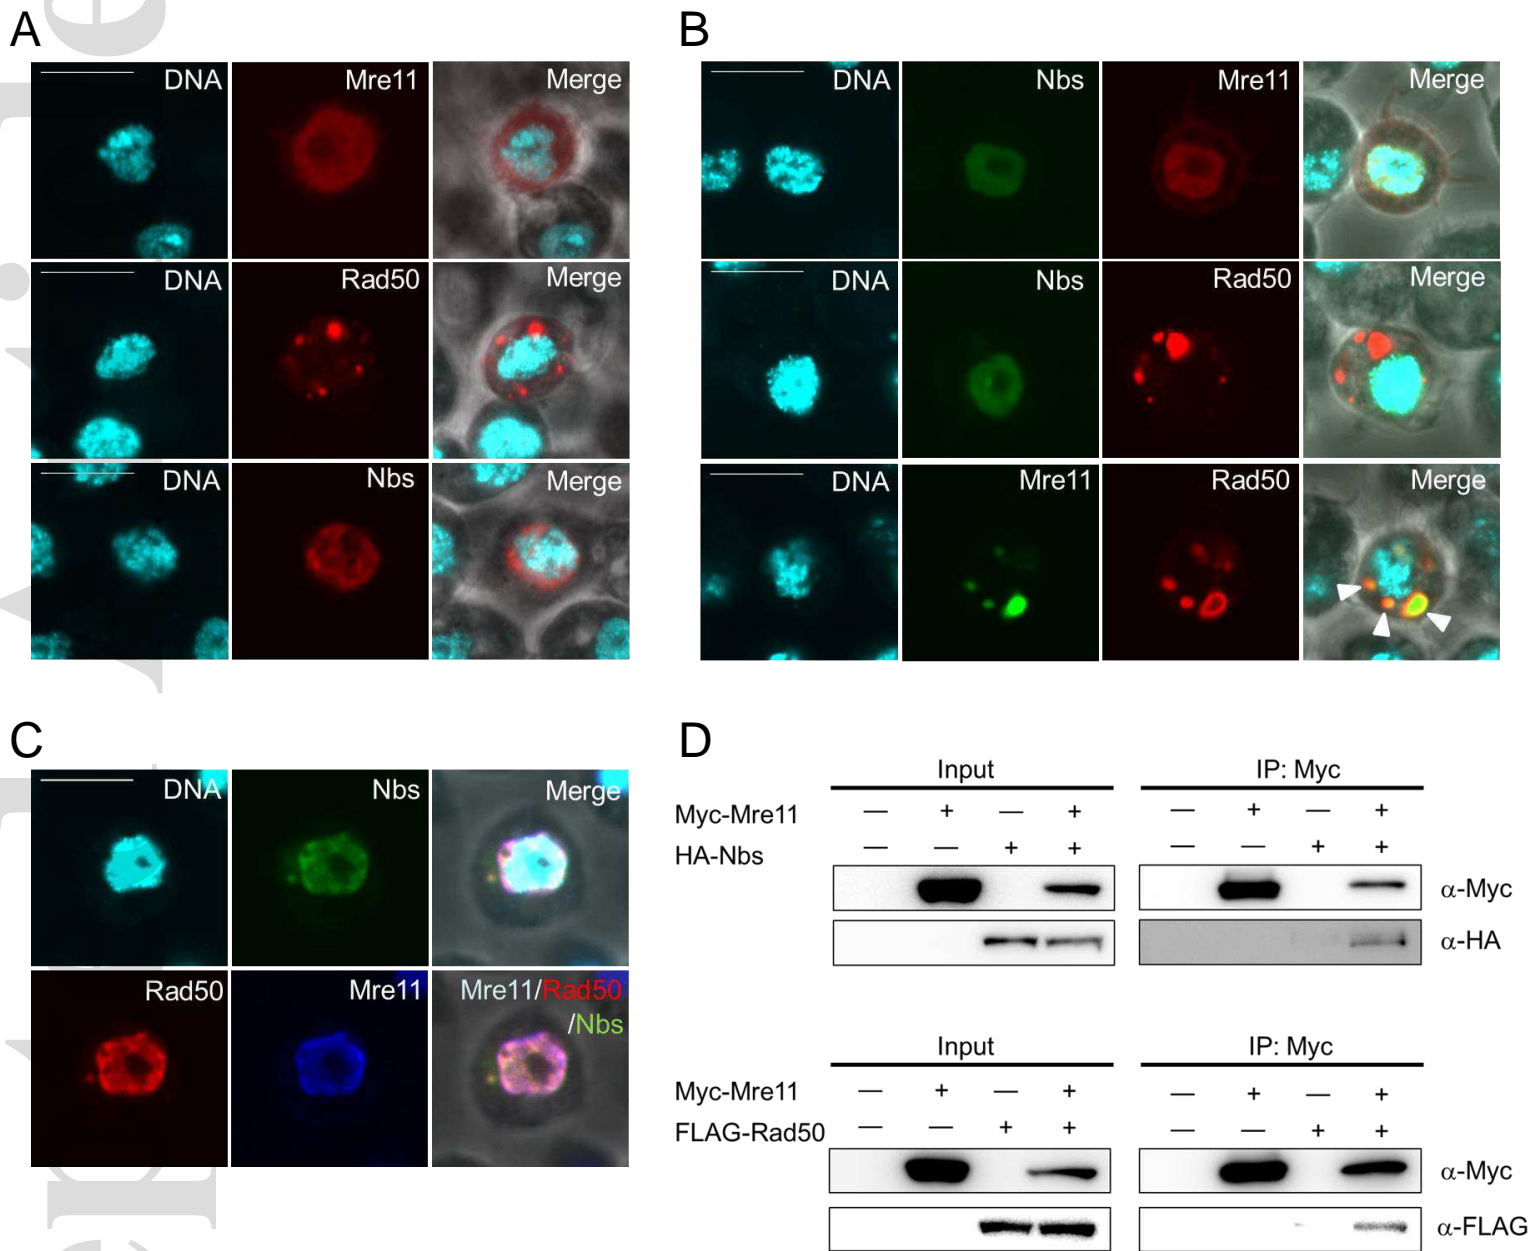 A
DNA Mre11 Merge
DNA Rad50 Merge
DNA Nbs Merge
B
DNA Nbs Mre11 Merge
DNA Nbs Rad50 Merge
DNA Mre11 Rad50 Merge
C
DNA Nbs Merge
Rad50 Mre11 Mre11/Rad50
/Nbs
D
Input IP: Myc
Myc-Mre11 — + — + — + — +
HA-Nbs — — + + — — + +
α-Myc
α-HA
Input IP: Myc
Myc-Mre11 — + — + — + — +
FLAG-Rad50 — — + + — — + +
α-Myc
α-FLAG